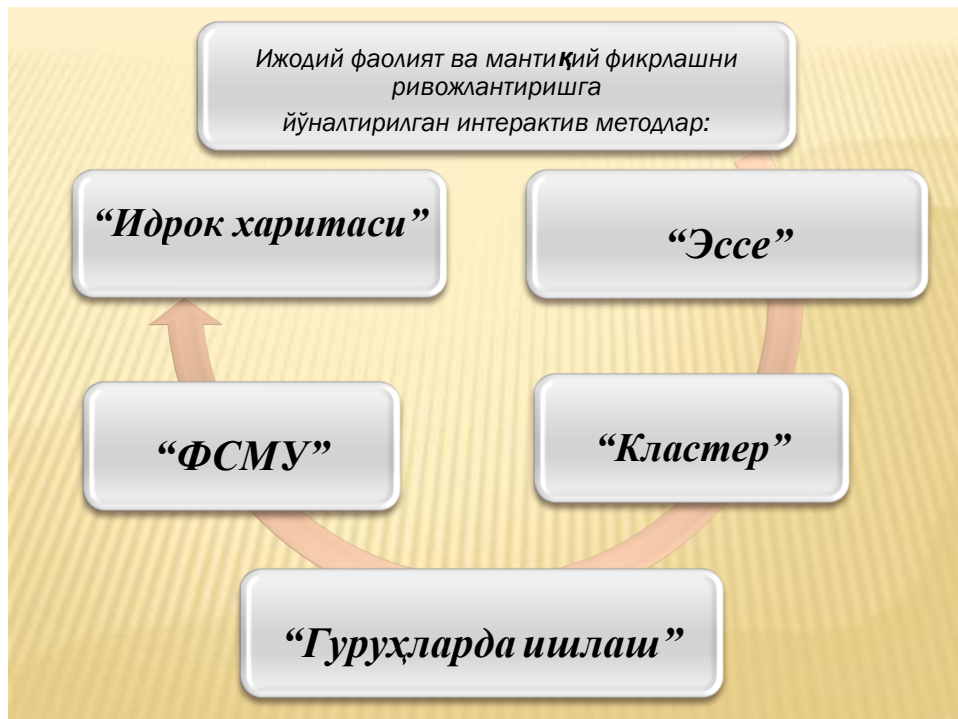 Ижодий фаолият ва мантиқий фикрлашни
ривожлантиришга
йўналтирилган интерактив методлар:
“Идрок харитаси”
“Эссе”
“ФСМУ”
“Кластер”
“Гуруҳларда ишлаш”